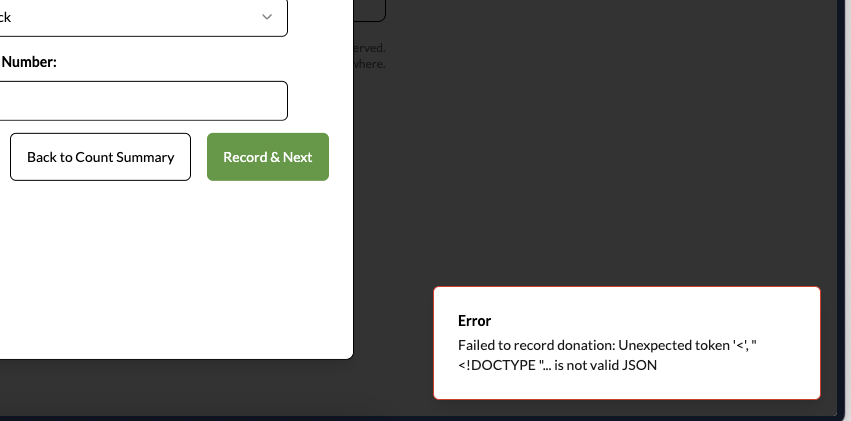 ck
erved.
where.
Number:
Back to Count Summary
Record & Next
Error
Failed to record donation: Unexpected token '<', "
<!DOCTYPE "... is not valid JSON